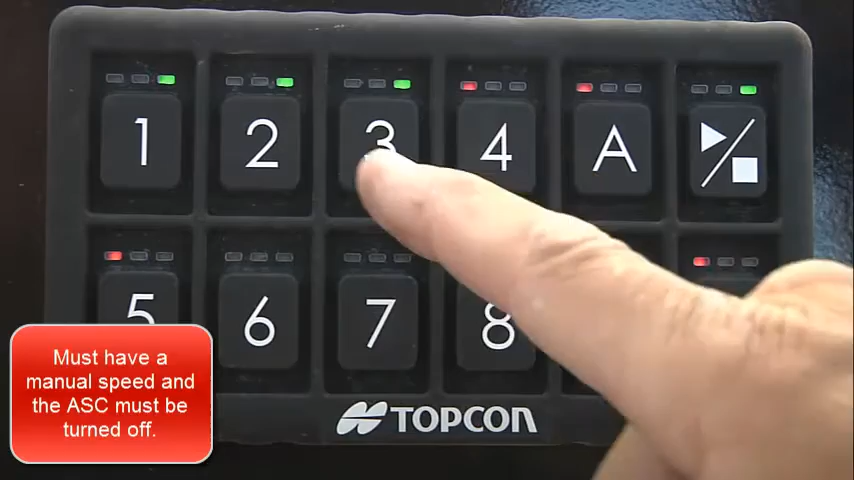 1 2 3 4 A
5 6 7 8
TOPCON
Must have a
manual speed and
the ASC must be
turned off.